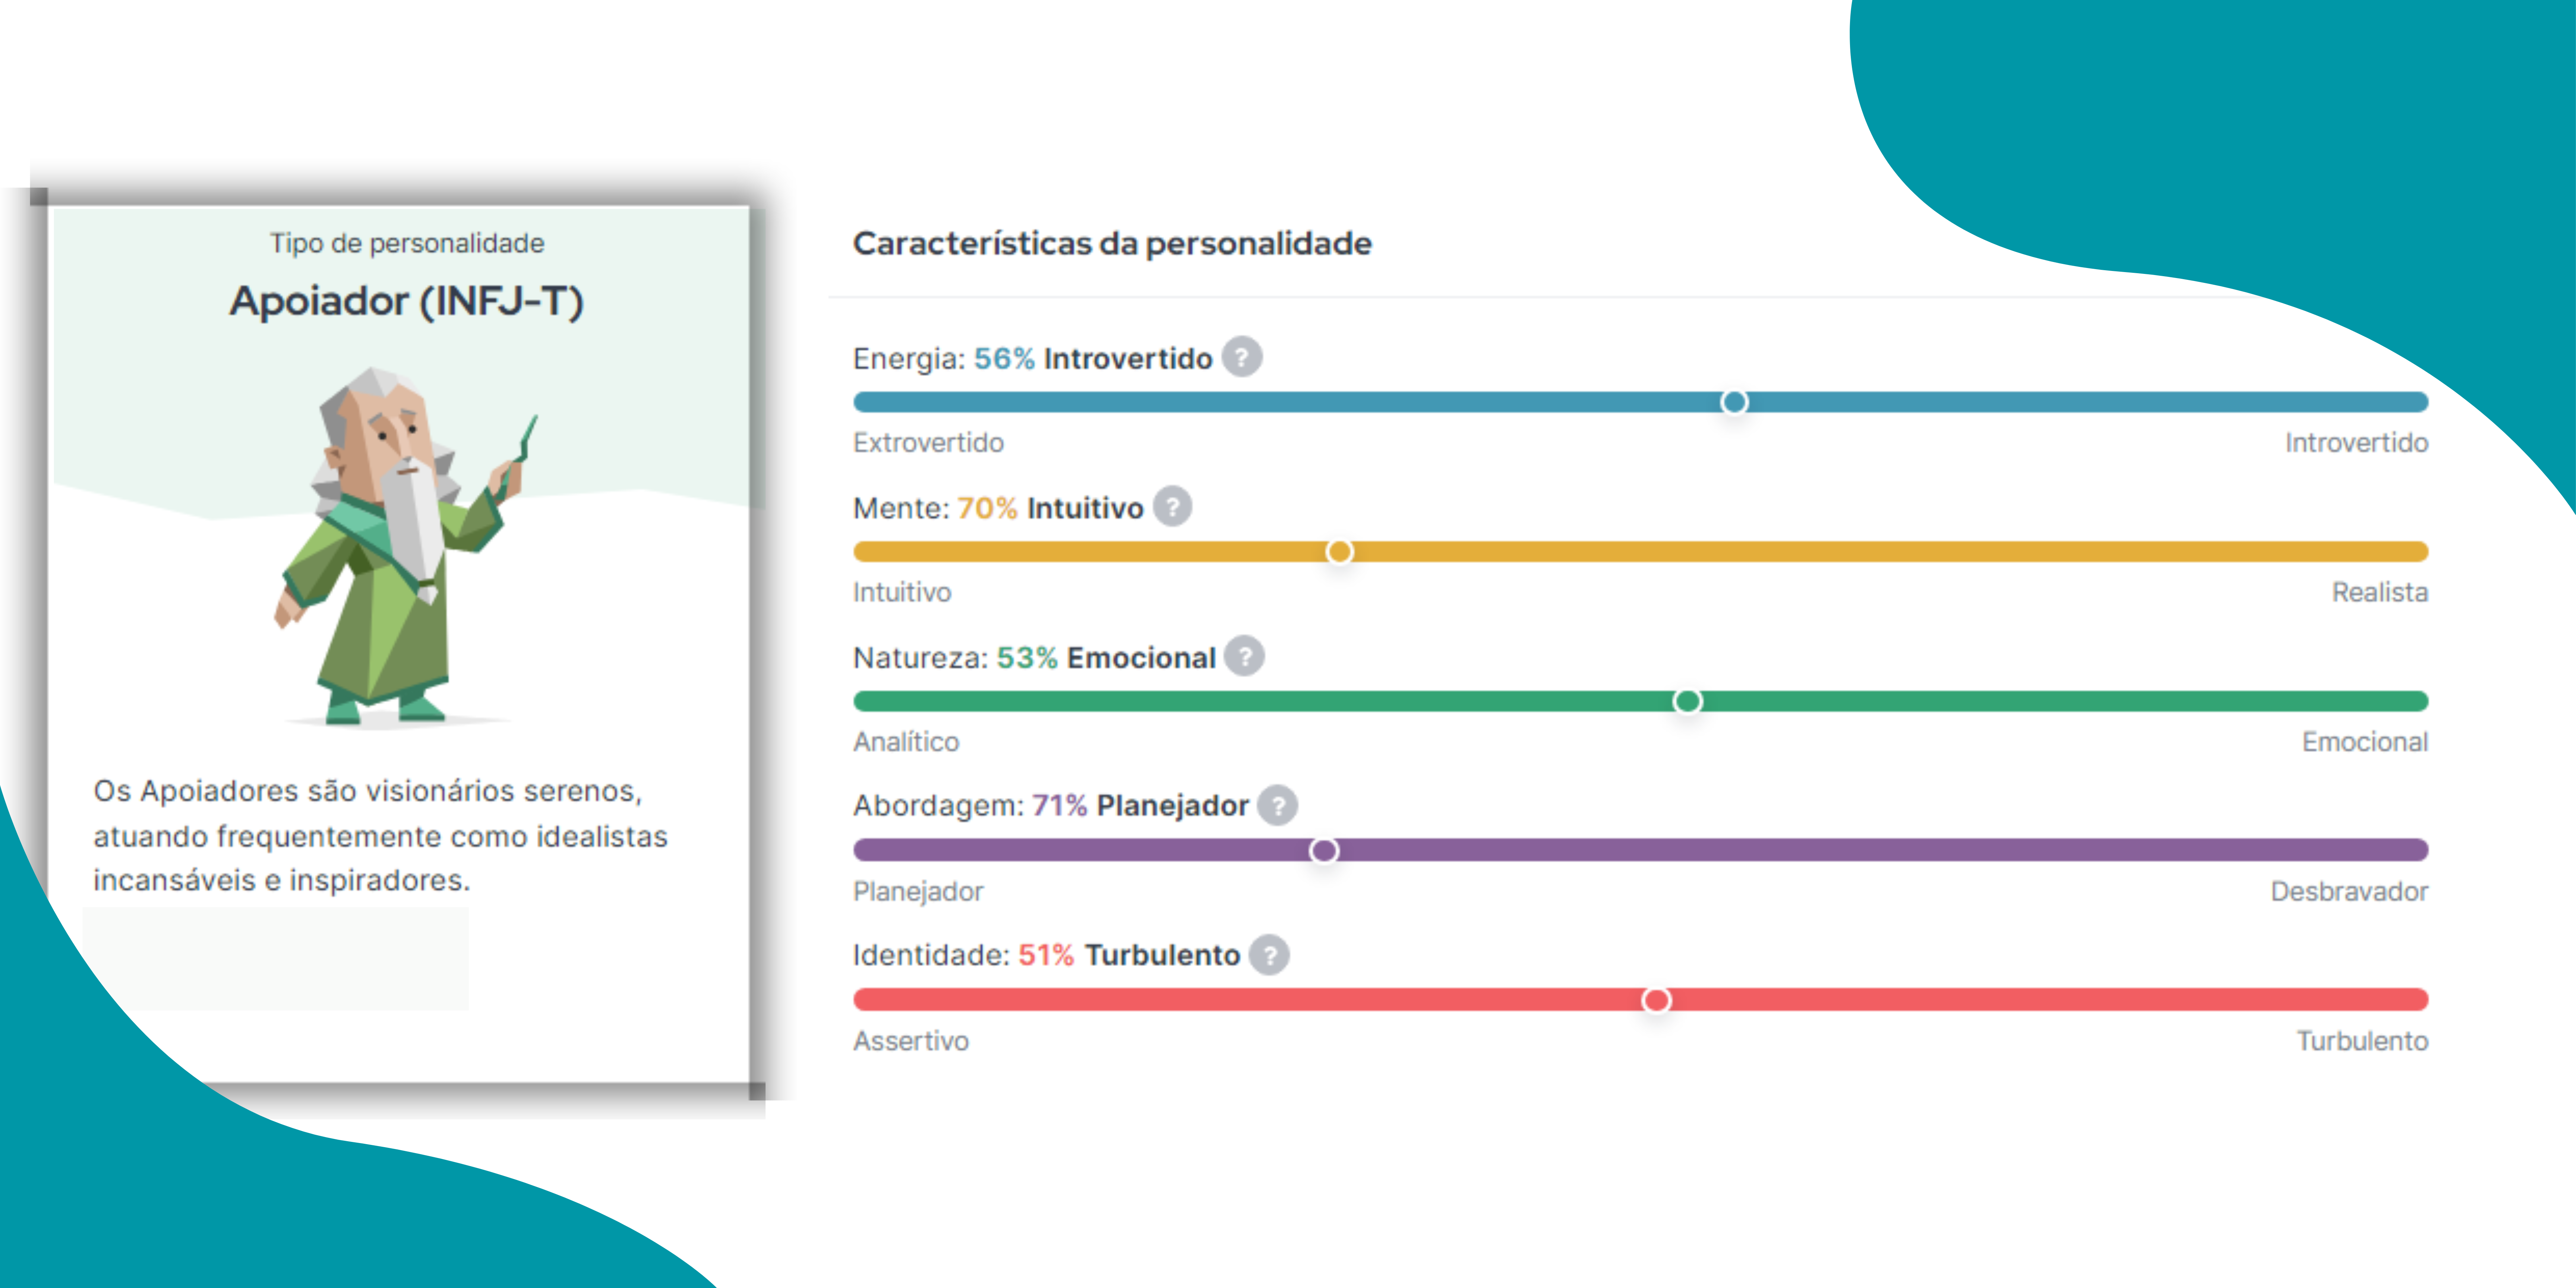 Tipo de personalidade
Apoiador (INFJ-T)
Os Apoiadores são visionários serenos,
atuando frequentemente como idealistas
incansáveis e inspiradores.
Características da personalidade
Energia: 56% Introvertido ?
Extrovertido Introvertido
Mente: 70% Intuitivo ?
Intuitivo Realista
Natureza: 53% Emocional ?
Analítico Emocional
Abordagem: 71% Planejador ?
Planejador Desbravador
Identidade: 51% Turbulento ?
Assertivo Turbulento